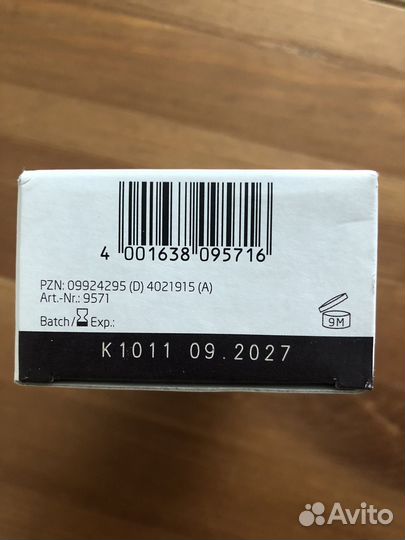 4 001638 095716
PZN: 09924295 (D) 4021915 (A)
Art.-Nr.: 9571
Batch/ Exp.:
9M
K1011 09.2027
Avito